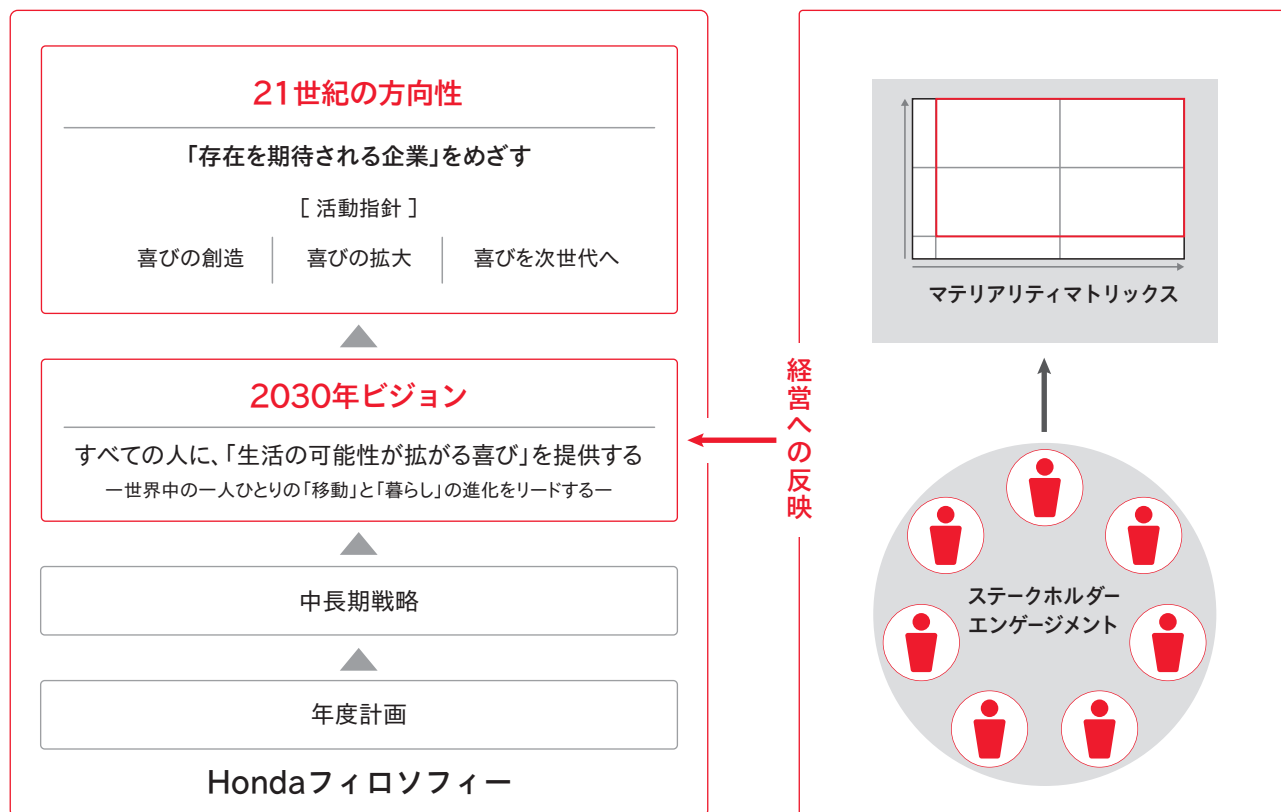 21世紀の方向性
「存在を期待される企業」をめざす
[ 活動指針 ]
喜びの創造
喜びの拡大
喜びを次世代へ
2030年ビジョン
すべての人に、「生活の可能性が拡がる喜び」を提供する
ー世界中の一人ひとりの「移動」と「暮らし」の進化をリードするー
中長期戦略
年度計画
Hondaフィロソフィー
経営への反映
マテリアリティマトリックス
ステークホルダー
エンゲージメント